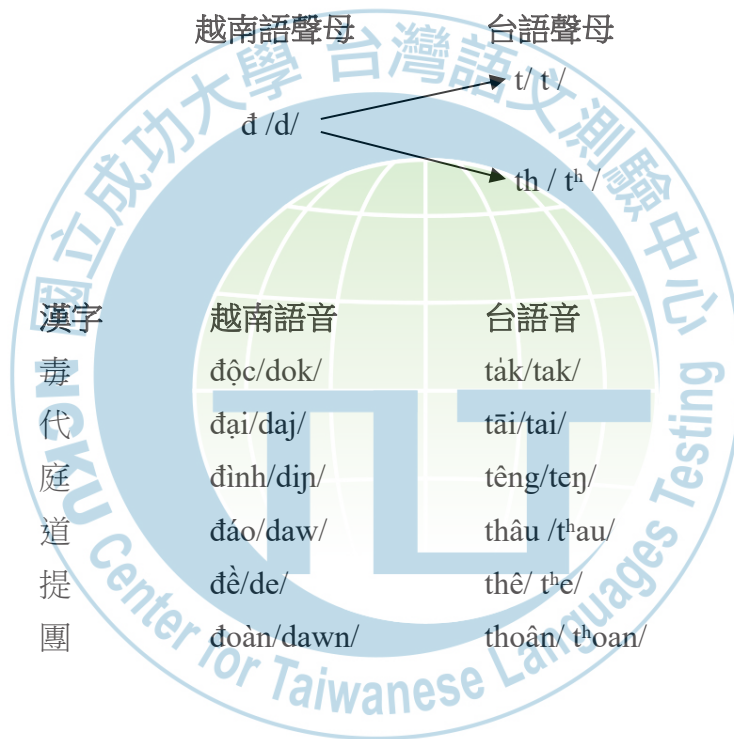 越南語聲母 台語聲母
t/ t /
đ /d/
th / tʰ /
漢字 越南語音 台語音
毒 độc/dok/ ta̍k/tak/
代 đại/daj/ tāi/tai/
庭 đình/diɲ/ têng/teŋ/
道 đáo/daw/ thâu /tʰau/
提 đề/de/ thê/ tʰe/
團 đoàn/dawn/ thoân/ tʰoan/
國立成功大學 台灣語文測驗中心
NCKU Center for Taiwanese Languages Testing